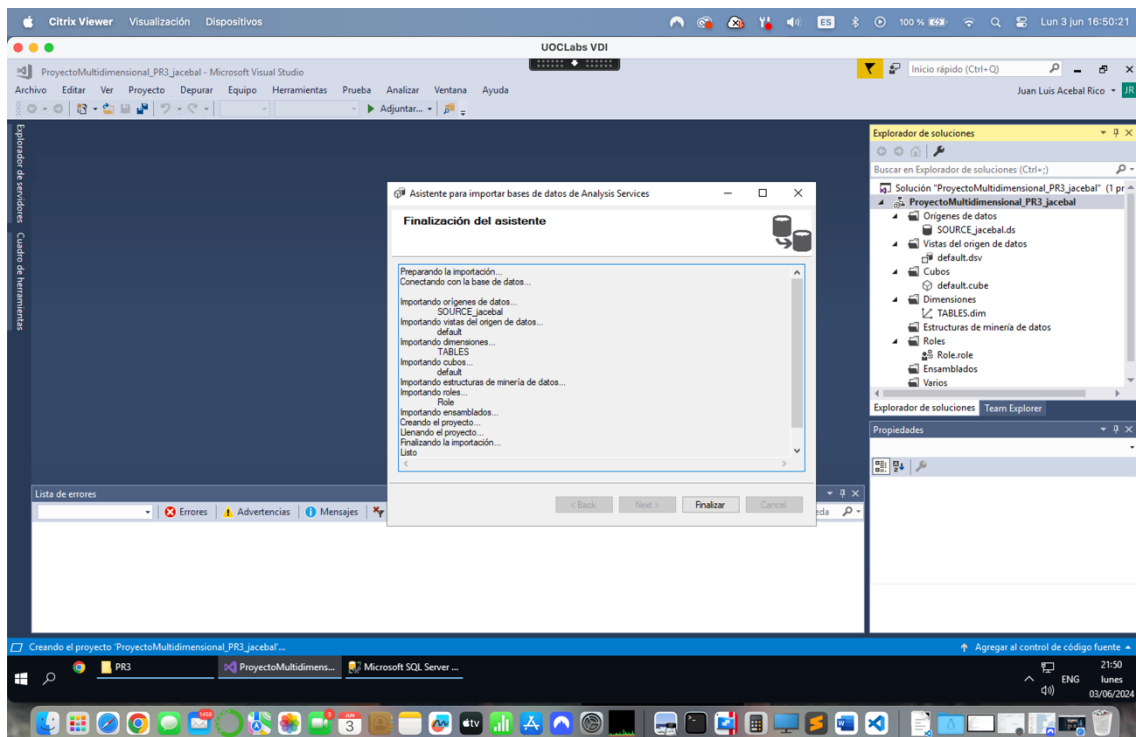 Citrix Viewer Visualización Dispositivos ES 100 % Lun 3 jun 16:50:21
UOCLabs VDI
ProyectoMultidimensional_PR3_jacebal - Microsoft Visual Studio Inicio rápido (Ctrl+Q)
Archivo Editar Ver Proyecto Depurar Equipo Herramientas Prueba Analizar Ventana Ayuda Juan Luis Acebal Rico JR
Adjuntar...
Explorador de servidores
Cuadro de herramientas
Asistente para importar bases de datos de Analysis Services
Finalización del asistente
Preparando la importación...
Conectando con la base de datos...
Importando orígenes de datos...
SOURCE_jacebal
Importando vistas del origen de datos...
default
Importando dimensiones...
TABLES
Importando cubos...
default
Importando estructuras de minería de datos...
Importando roles...
Role
Importando ensamblados...
Creando el proyecto...
Llenando el proyecto...
Finalizando la importación...
Listo
< Back Next > Finalizar Cancel
Explorador de soluciones
Buscar en Explorador de soluciones (Ctrl+;)
Solución "ProyectoMultidimensional_PR3_jacebal" (1 pr
ProyectoMultidimensional_PR3_jacebal
Orígenes de datos
SOURCE_jacebal.ds
Vistas del origen de datos
default.dsv
Cubos
default.cube
Dimensiones
TABLES.dim
Estructuras de minería de datos
Roles
Role.role
Ensamblados
Varios
Explorador de soluciones Team Explorer
Propiedades
Lista de errores
Errores Advertencias Mensajes eda
Creando el proyecto 'ProyectoMultidimensional_PR3_jacebal'... Agregar al control de código fuente
PR3 ProyectoMultidimens... Microsoft SQL Server ... ENG
21:50
lunes
03/06/2024
JUN
3
tv